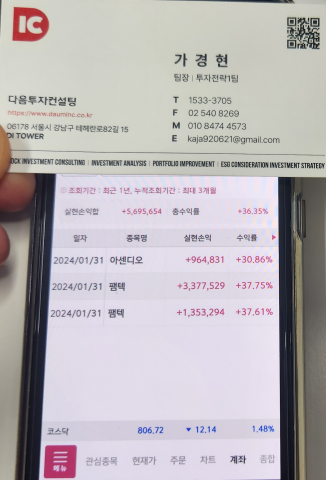 IC
가 경 현
팀장 | 투자전략1팀
다음투자컨설팅
https://www.dauminc.co.kr
06178 서울시 강남구 테헤란로82길 15
DI TOWER
T 1533-3705
F 02 540 8269
M 010 8474 4573
E kaja920621@gmail.com
OCK INVESTMENT CONSULTING | INVESTMENT ANALYSIS | PORTFOLIO IMPROVEMENT | ESG CONSIDERATION INVESTMENT STRATEGY
조회기간 : 최근 1년, 누적조회기간 : 최대 3개월
실현손익합 +5,695,654 총수익률 +36.35%
일자 종목명 실현손익 수익률
2024/01/31 아센디오 +964,831 +30.86%
2024/01/31 팸텍 +3,377,529 +37.75%
2024/01/31 팸텍 +1,353,294 +37.61%
코스닥 806.72 ▼ 12.14 1.48%
메뉴 관심종목 현재가 주문 차트 계좌 종합